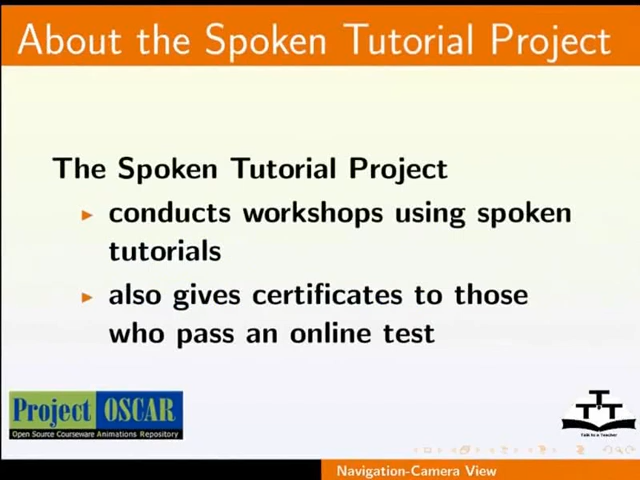 About the Spoken Tutorial Project
The Spoken Tutorial Project
conducts workshops using spoken
tutorials
also gives certificates to those
who pass an online test
Project OSCAR
Open Source Courseware Animations Repository
TTT
Talk to a Teacher
Navigation-Camera View